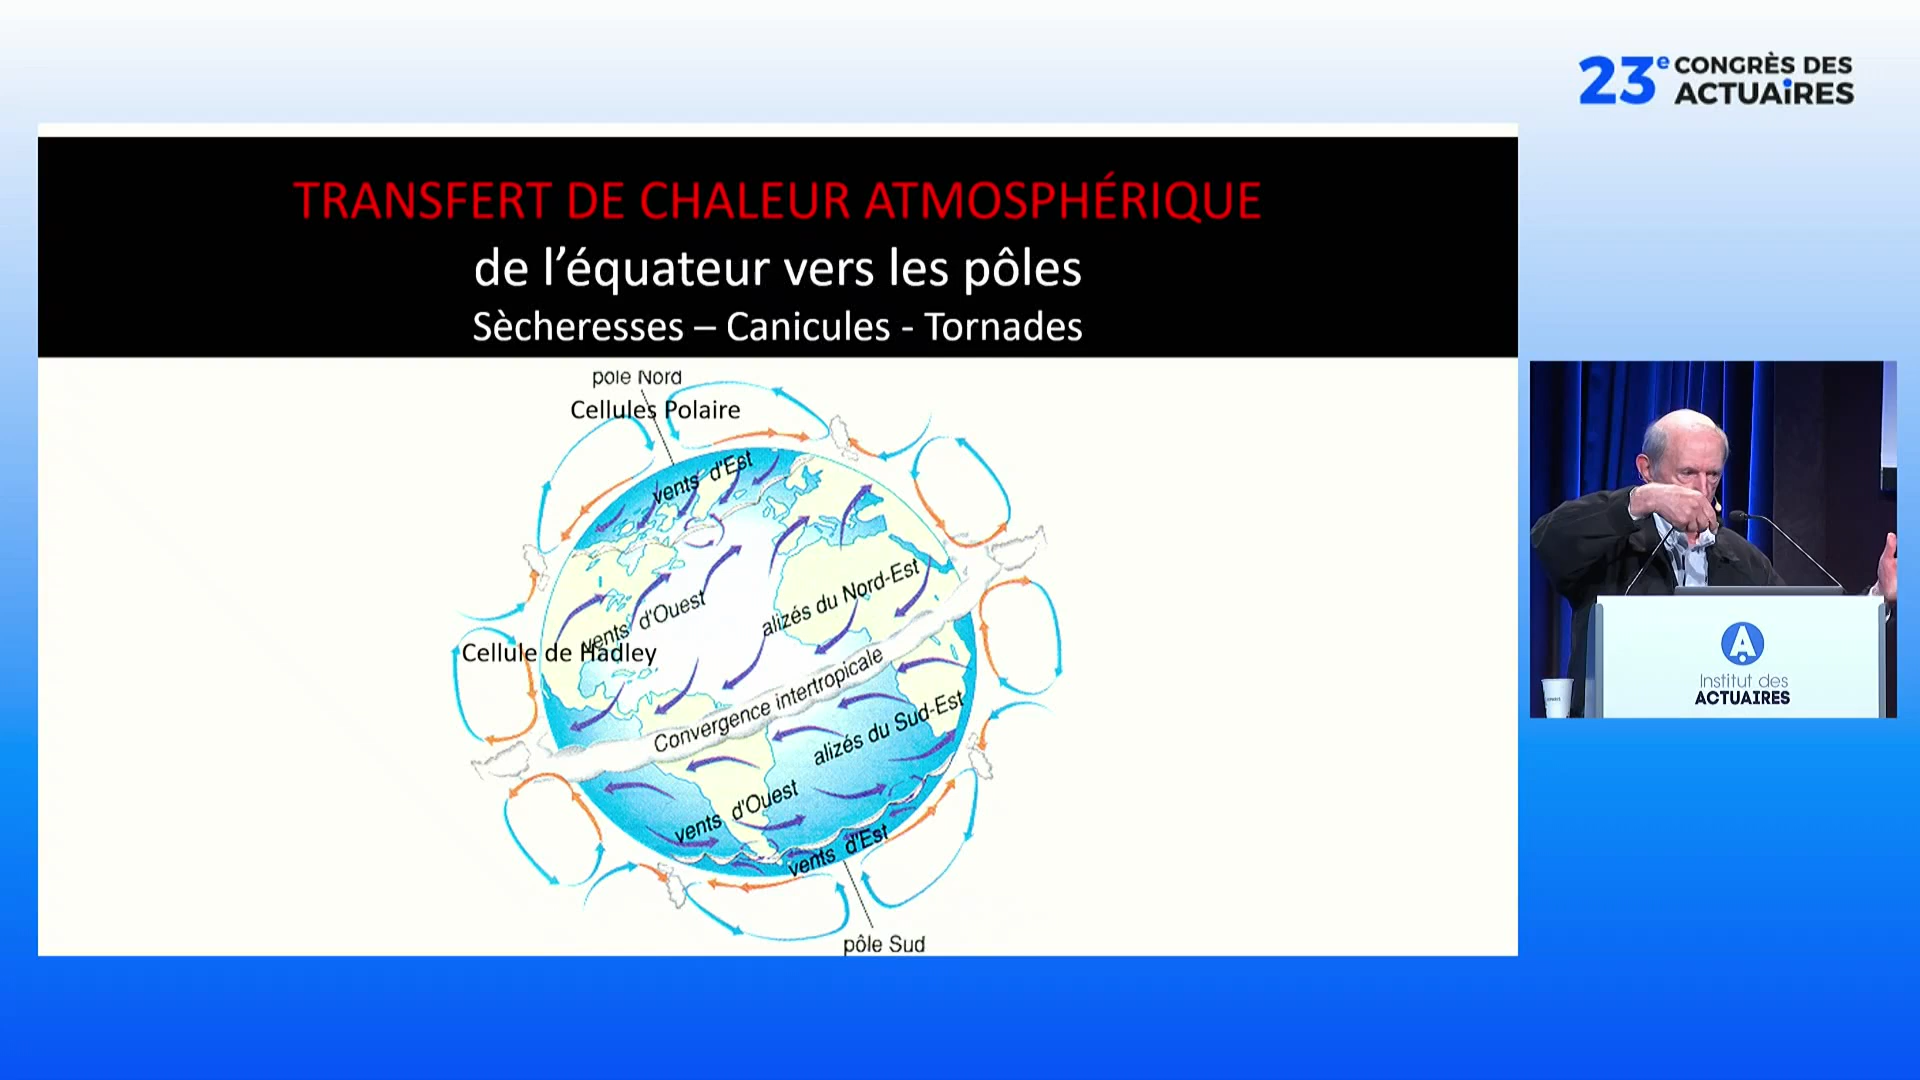 23e CONGRÈS DES
ACTUAIRES
TRANSFERT DE CHALEUR ATMOSPHÉRIQUE
de l’équateur vers les pôles
Sècheresses – Canicules - Tornades
pole Nord
Cellules Polaire
vents d'Est
alizés du Nord-Est
vents d'Ouest
Cellule de Hadley
Convergence intertropicale
alizés du Sud-Est
vents d'Ouest
vents d'Est
pôle Sud
Institut des
ACTUAIRES